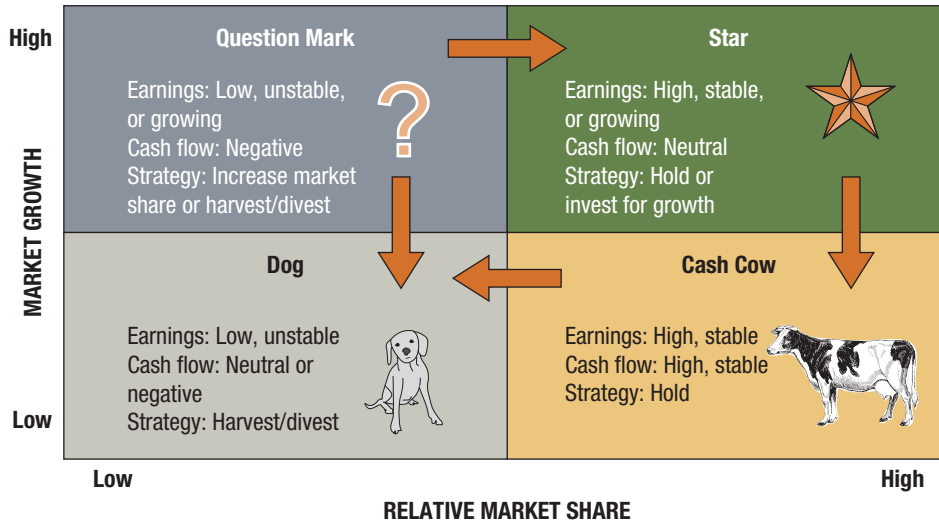 High
Question Mark
Earnings: Low, unstable,
or growing
Cash flow: Negative
Strategy: Increase market
share or harvest/divest
?
Star
Earnings: High, stable,
or growing
Cash flow: Neutral
Strategy: Hold or
invest for growth
MARKET GROWTH
Dog
Earnings: Low, unstable
Cash flow: Neutral or
negative
Strategy: Harvest/divest
Cash Cow
Earnings: High, stable
Cash flow: High, stable
Strategy: Hold
Low
Low
High
RELATIVE MARKET SHARE